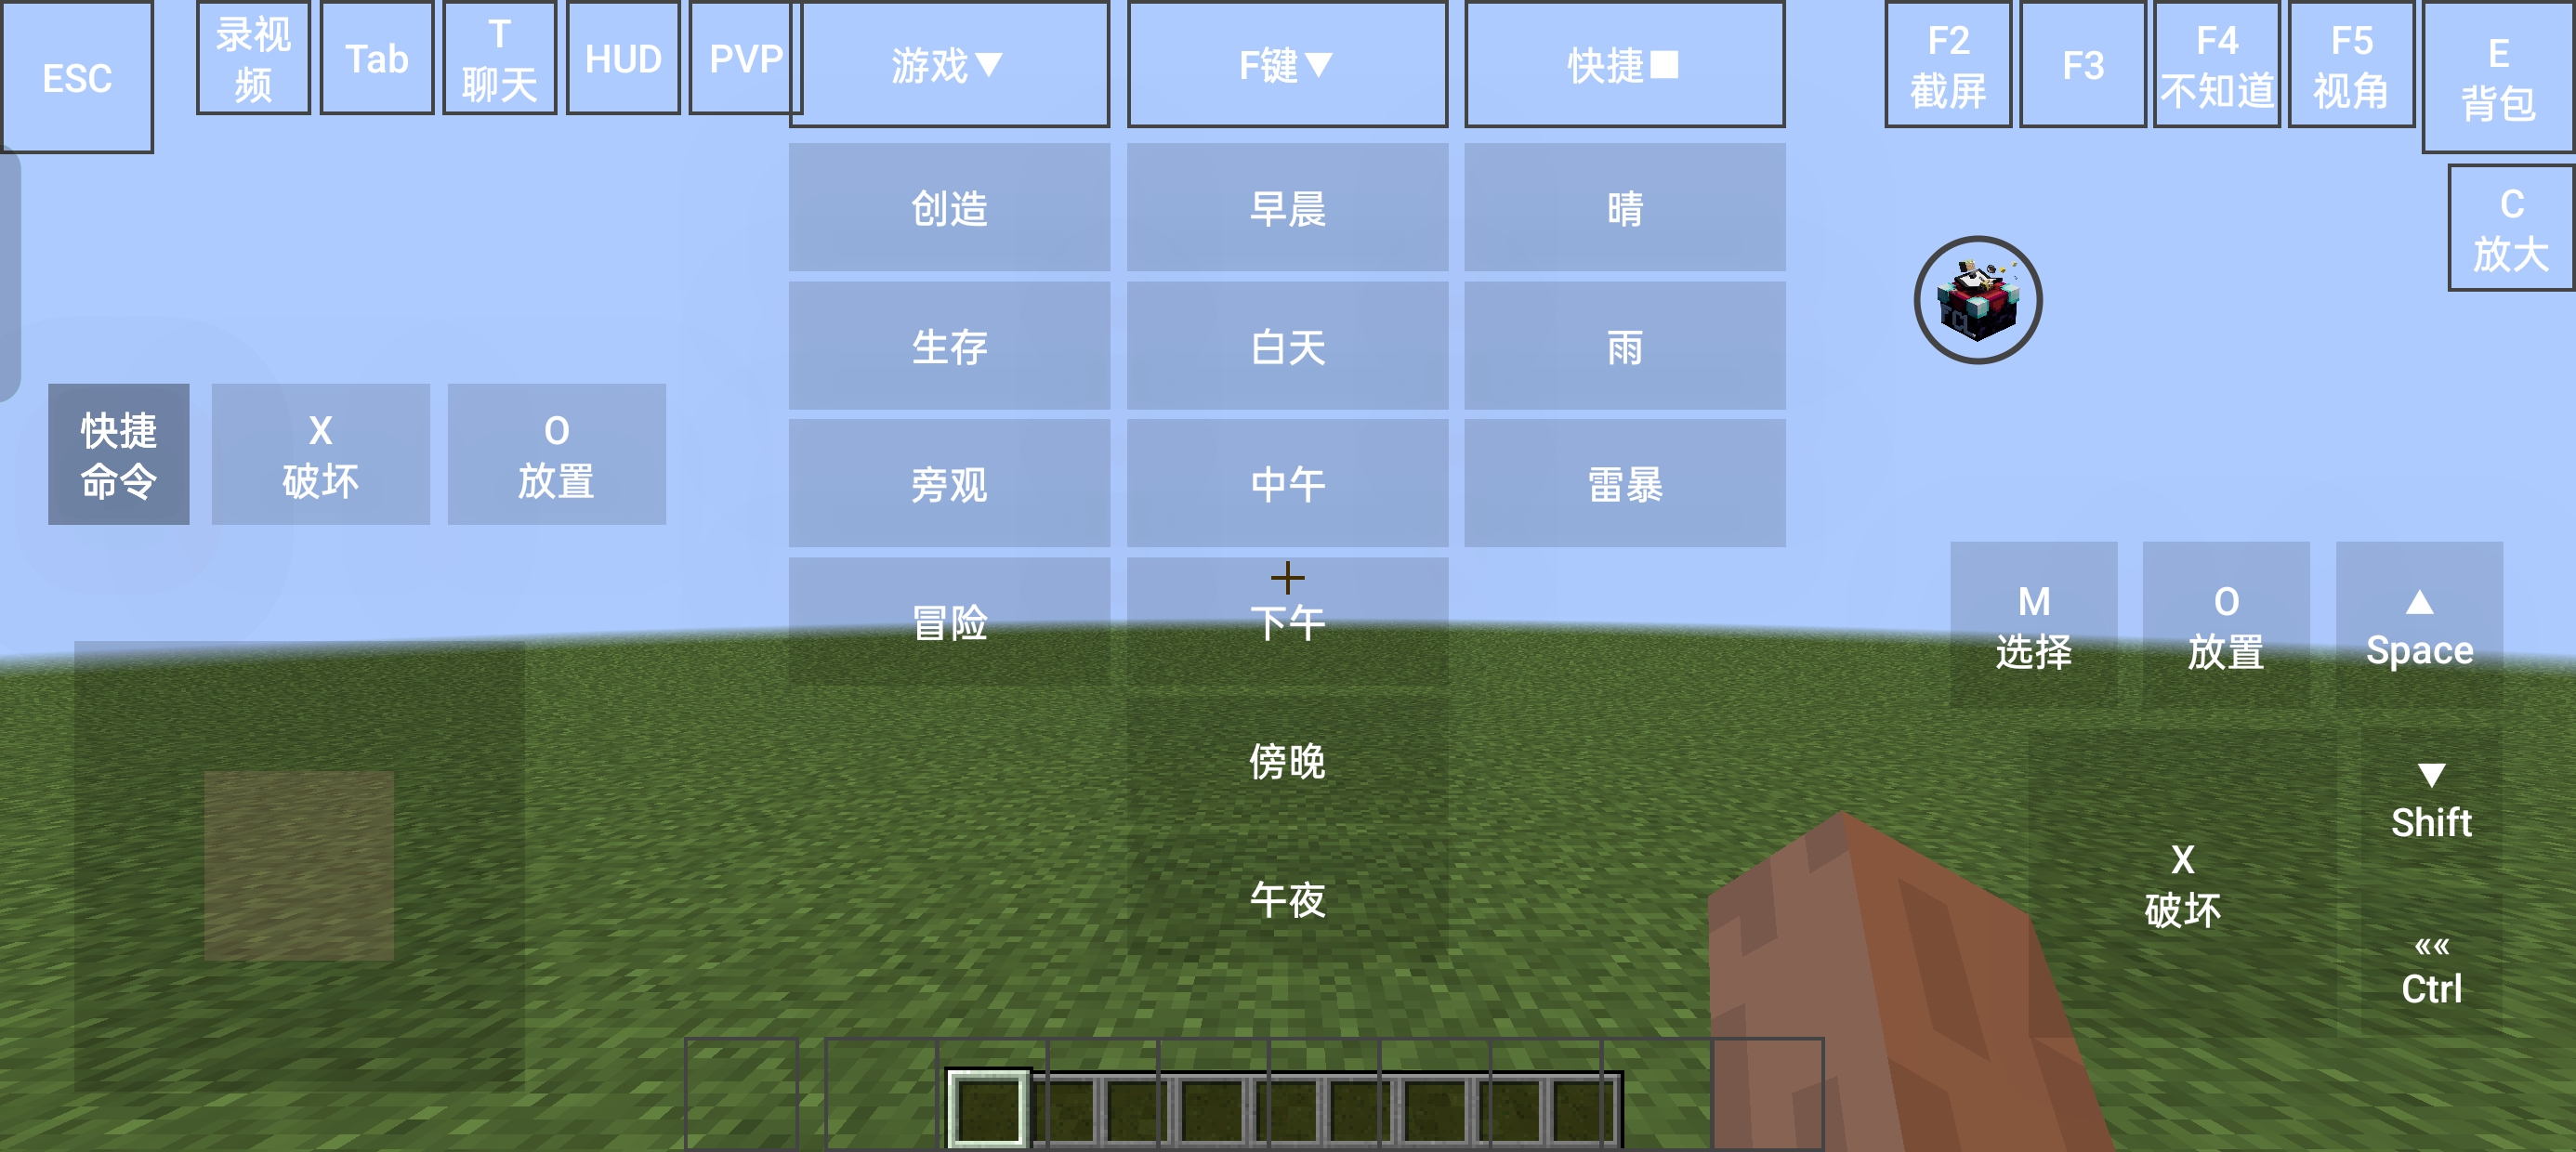 ESC
录视
频
Tab
T
聊天
HUD
PVP
游戏▼
F键▼
快捷■
F2
截屏
F3
F4
不知道
F5
视角
E
背包
C
放大
创造
早晨
晴
生存
白天
雨
旁观
中午
雷暴
冒险
下午
傍晚
午夜
FCL
快捷
命令
X
破坏
O
放置
M
选择
O
放置
▲
Space
▼
Shift
X
破坏
««
Ctrl